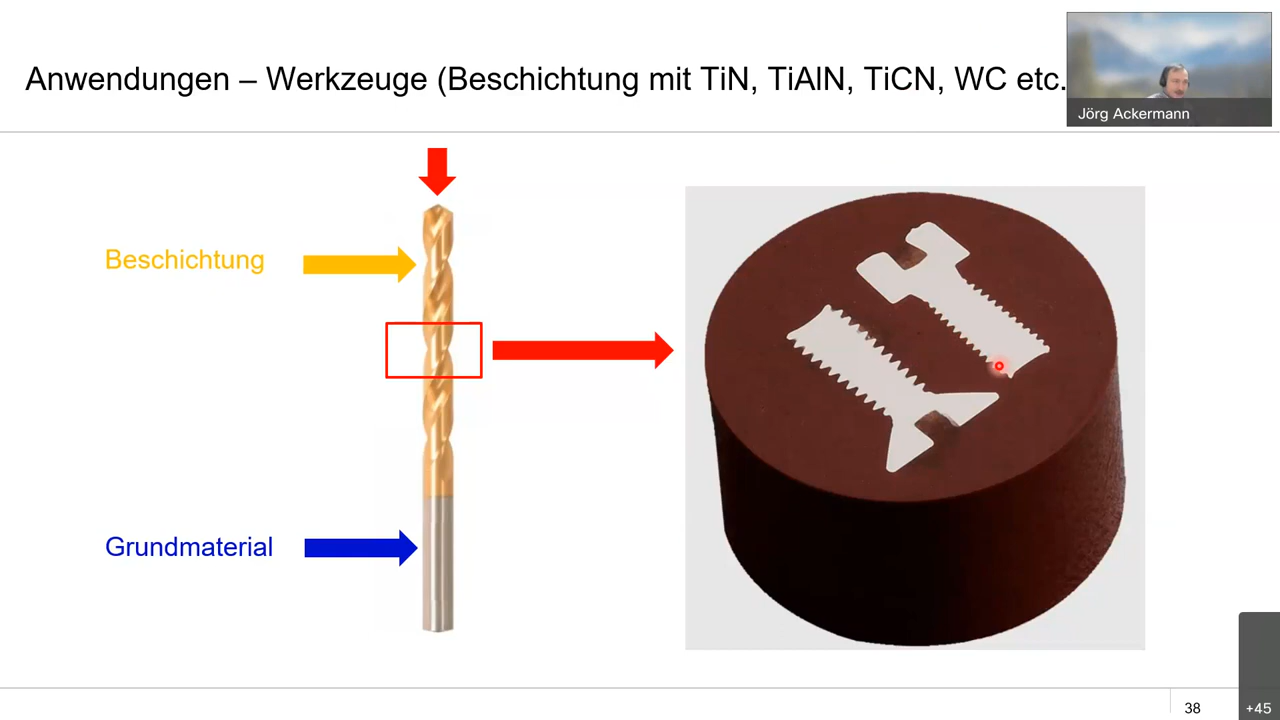 Anwendungen – Werkzeuge (Beschichtung mit TiN, TiAlN, TiCN, WC etc.
Jörg Ackermann
Beschichtung
Grundmaterial
38
+45